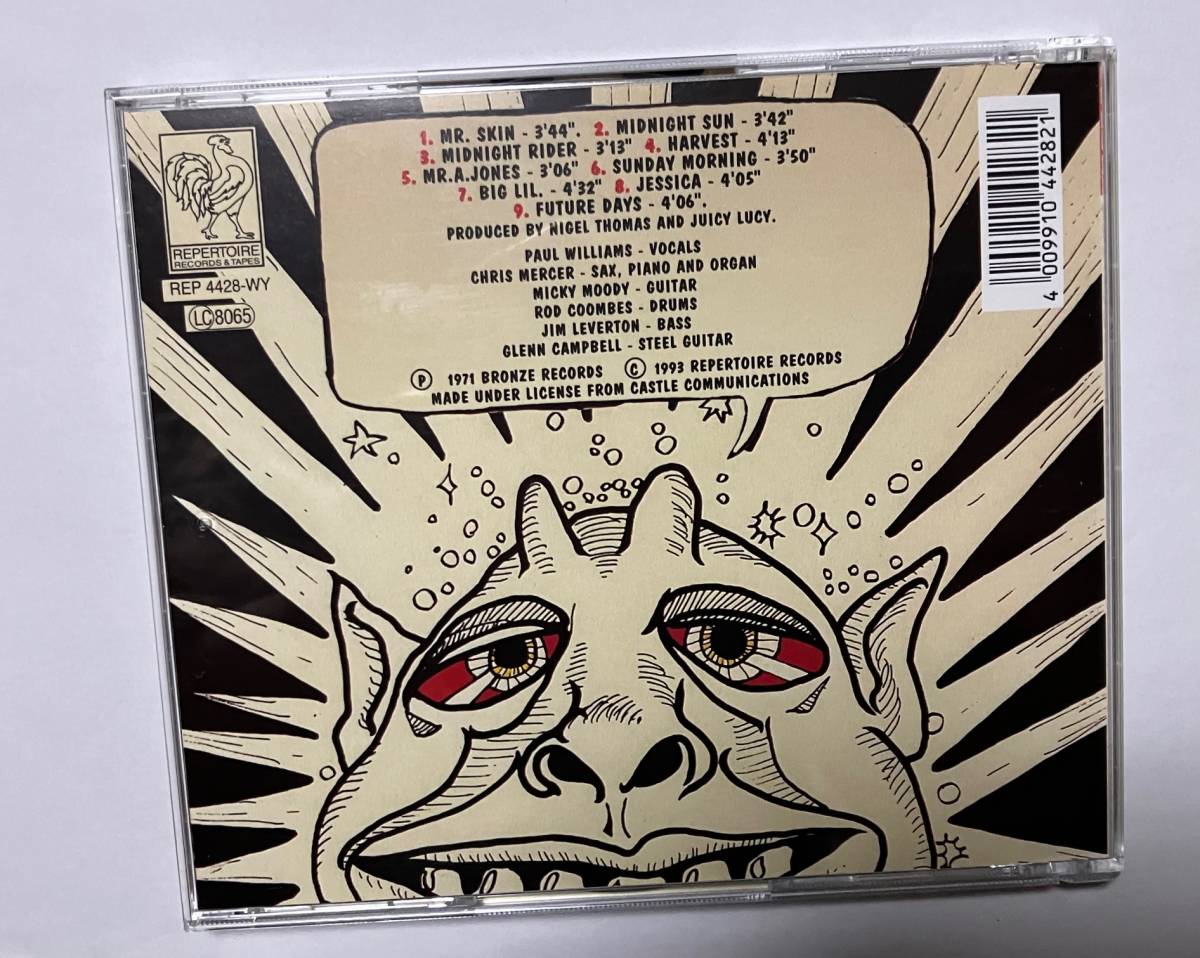 1. MR. SKIN - 3'44". 2. MIDNIGHT SUN - 3'42"
3. MIDNIGHT RIDER - 3'13" 4. HARVEST - 4'13"
5. MR.A.JONES - 3'06" 6. SUNDAY MORNING - 3'50"
7. BIG LIL. - 4'32" 8. JESSICA - 4'05"
9. FUTURE DAYS - 4'06".
PRODUCED BY NIGEL THOMAS AND JUICY LUCY.
PAUL WILLIAMS - VOCALS
CHRIS MERCER - SAX, PIANO AND ORGAN
MICKY MOODY - GUITAR
ROD COOMBES - DRUMS
JIM LEVERTON - BASS
GLENN CAMPBELL - STEEL GUITAR
Ⓟ 1971 BRONZE RECORDS © 1993 REPERTOIRE RECORDS
MADE UNDER LICENSE FROM CASTLE COMMUNICATIONS
REPERTOIRE
RECORDS & TAPES
REP 4428-WY
LC 8065
4 009910 442821